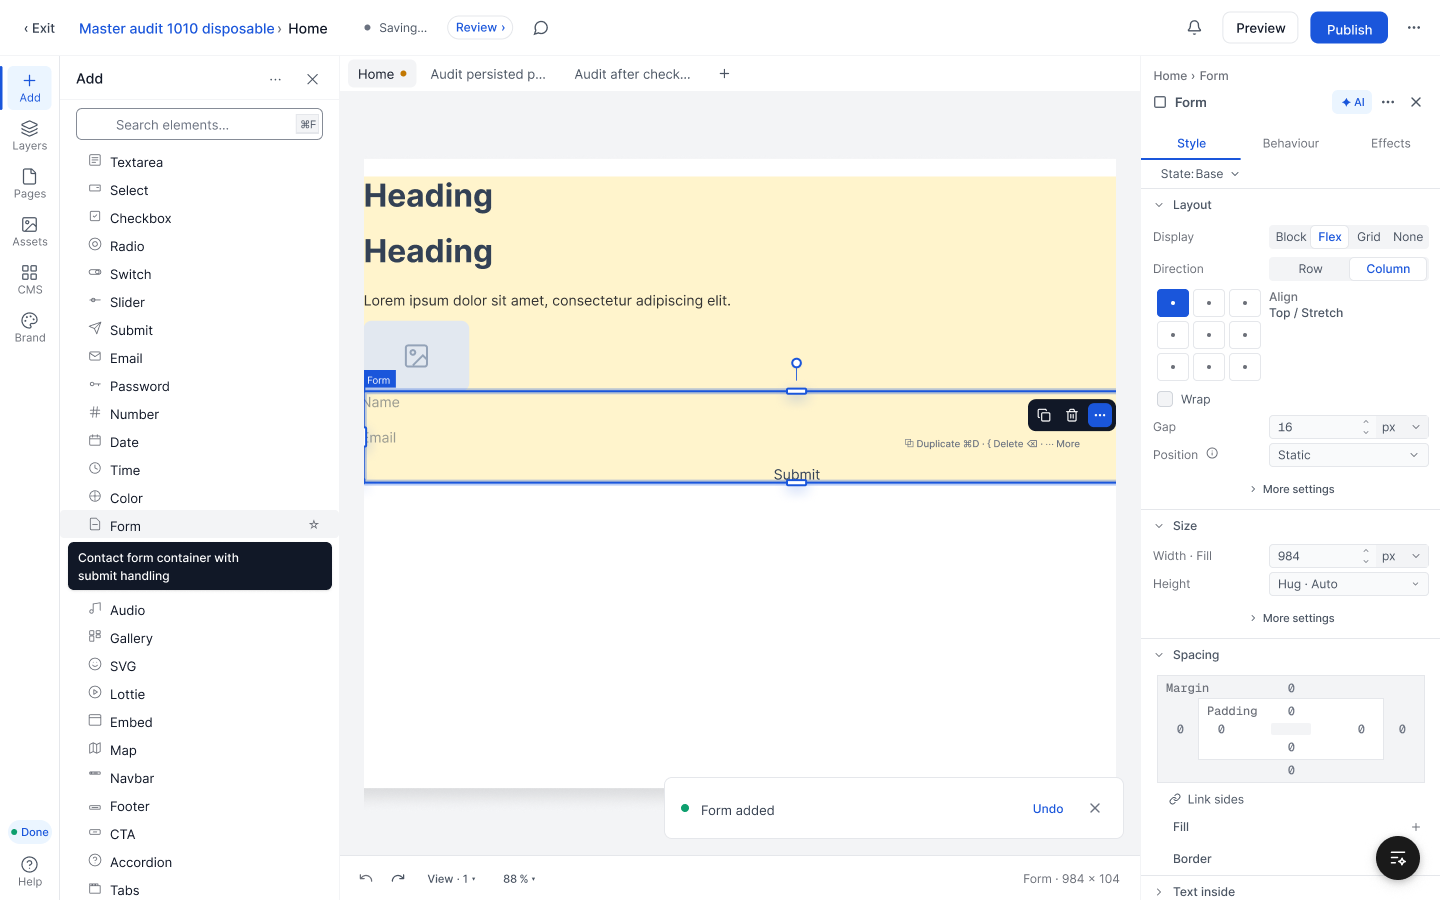 ‹ Exit
Master audit 1010 disposable › Home
Saving...
Review ›
Preview
Publish
Add
Layers
Pages
Assets
CMS
Brand
Done
Help
Add
Search elements...
⌘F
Textarea
Select
Checkbox
Radio
Switch
Slider
Submit
Email
Password
Number
Date
Time
Color
Form
Contact form container with
submit handling
Audio
Gallery
SVG
Lottie
Embed
Map
Navbar
Footer
CTA
Accordion
Tabs
Home
Audit persisted p...
Audit after check...
Heading
Heading
Lorem ipsum dolor sit amet, consectetur adipiscing elit.
Form
Name
Email
Duplicate ⌘D · { Delete ⌫ · ··· More
Submit
Form added
Undo
View · 1
88 %
Form · 984 × 104
Home › Form
Form
AI
Style
Behaviour
Effects
State: Base
Layout
Display
Block
Flex
Grid
None
Direction
Row
Column
Align
Top / Stretch
Wrap
Gap
16
px
Position
Static
More settings
Size
Width · Fill
984
px
Height
Hug · Auto
More settings
Spacing
Margin
0
Padding
0
0
0
0
0
0
0
Link sides
Fill
Border
Text inside